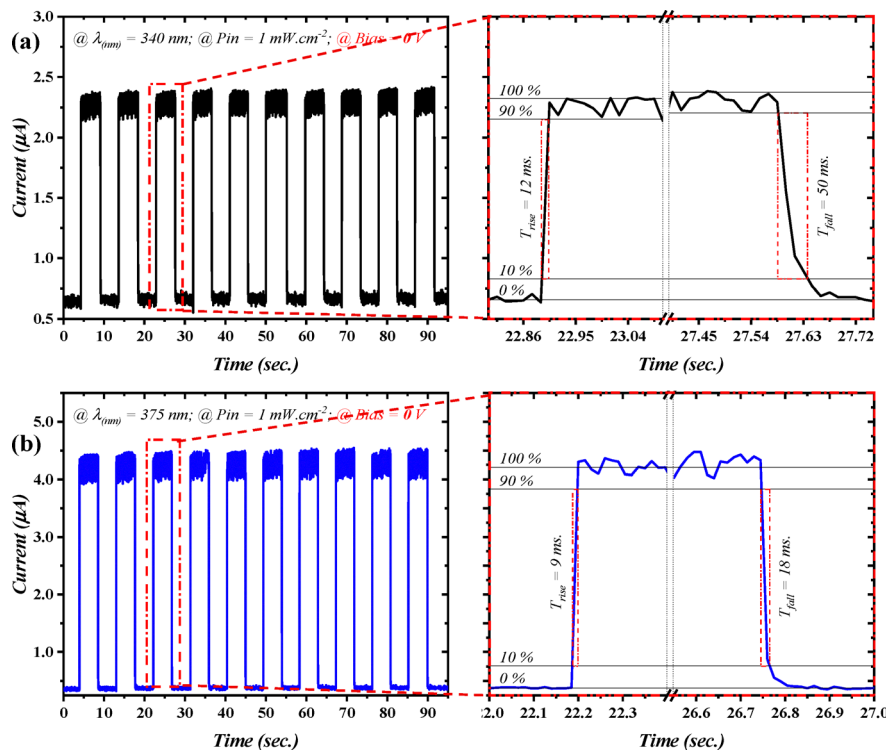 (a)
@ λ(nm) = 340 nm; @ Pin = 1 mW.cm-2; @ Bias = 0 V
Current (μA)
3.0
2.5
2.0
1.5
1.0
0.5
0 10 20 30 40 50 60 70 80 90
Time (sec.)
100 %
90 %
10 %
0 %
Trise = 12 ms.
Tfall = 50 ms.
22.86 22.95 23.04 27.45 27.54 27.63 27.72
Time (sec.)
(b)
@ λ(nm) = 375 nm; @ Pin = 1 mW.cm-2; @ Bias = 0 V
Current (μA)
5.0
4.0
3.0
2.0
1.0
0 10 20 30 40 50 60 70 80 90
Time (sec.)
100 %
90 %
10 %
0 %
Trise = 9 ms.
Tfall = 18 ms.
22.0 22.1 22.2 22.3 26.6 26.7 26.8 26.9 27.0
Time (sec.)